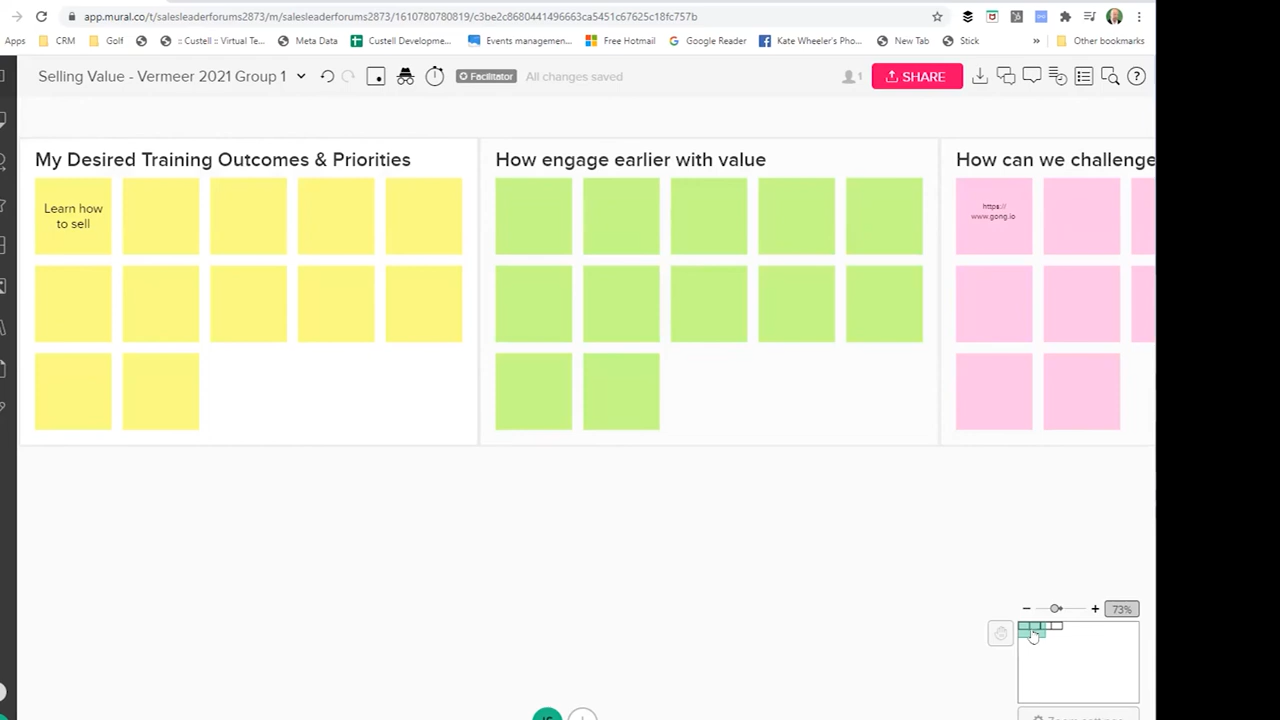 app.mural.co/t/salesleaderforums2873/m/salesleaderforums2873/1610780780819/c3be2c8680441496663ca5451c67625c18fc757b
Apps CRM Golf :: Custell :: Virtual Te... Meta Data Custell Developme... Events managemen... Free Hotmail Google Reader Kate Wheeler's Pho... New Tab Stick » Other bookmarks
Selling Value - Vermeer 2021 Group 1 Facilitator All changes saved 1 SHARE ?
My Desired Training Outcomes & Priorities
Learn how
to sell
How engage earlier with value
How can we challenge
https://
www.gong.io
− + 73%
Zoom settings